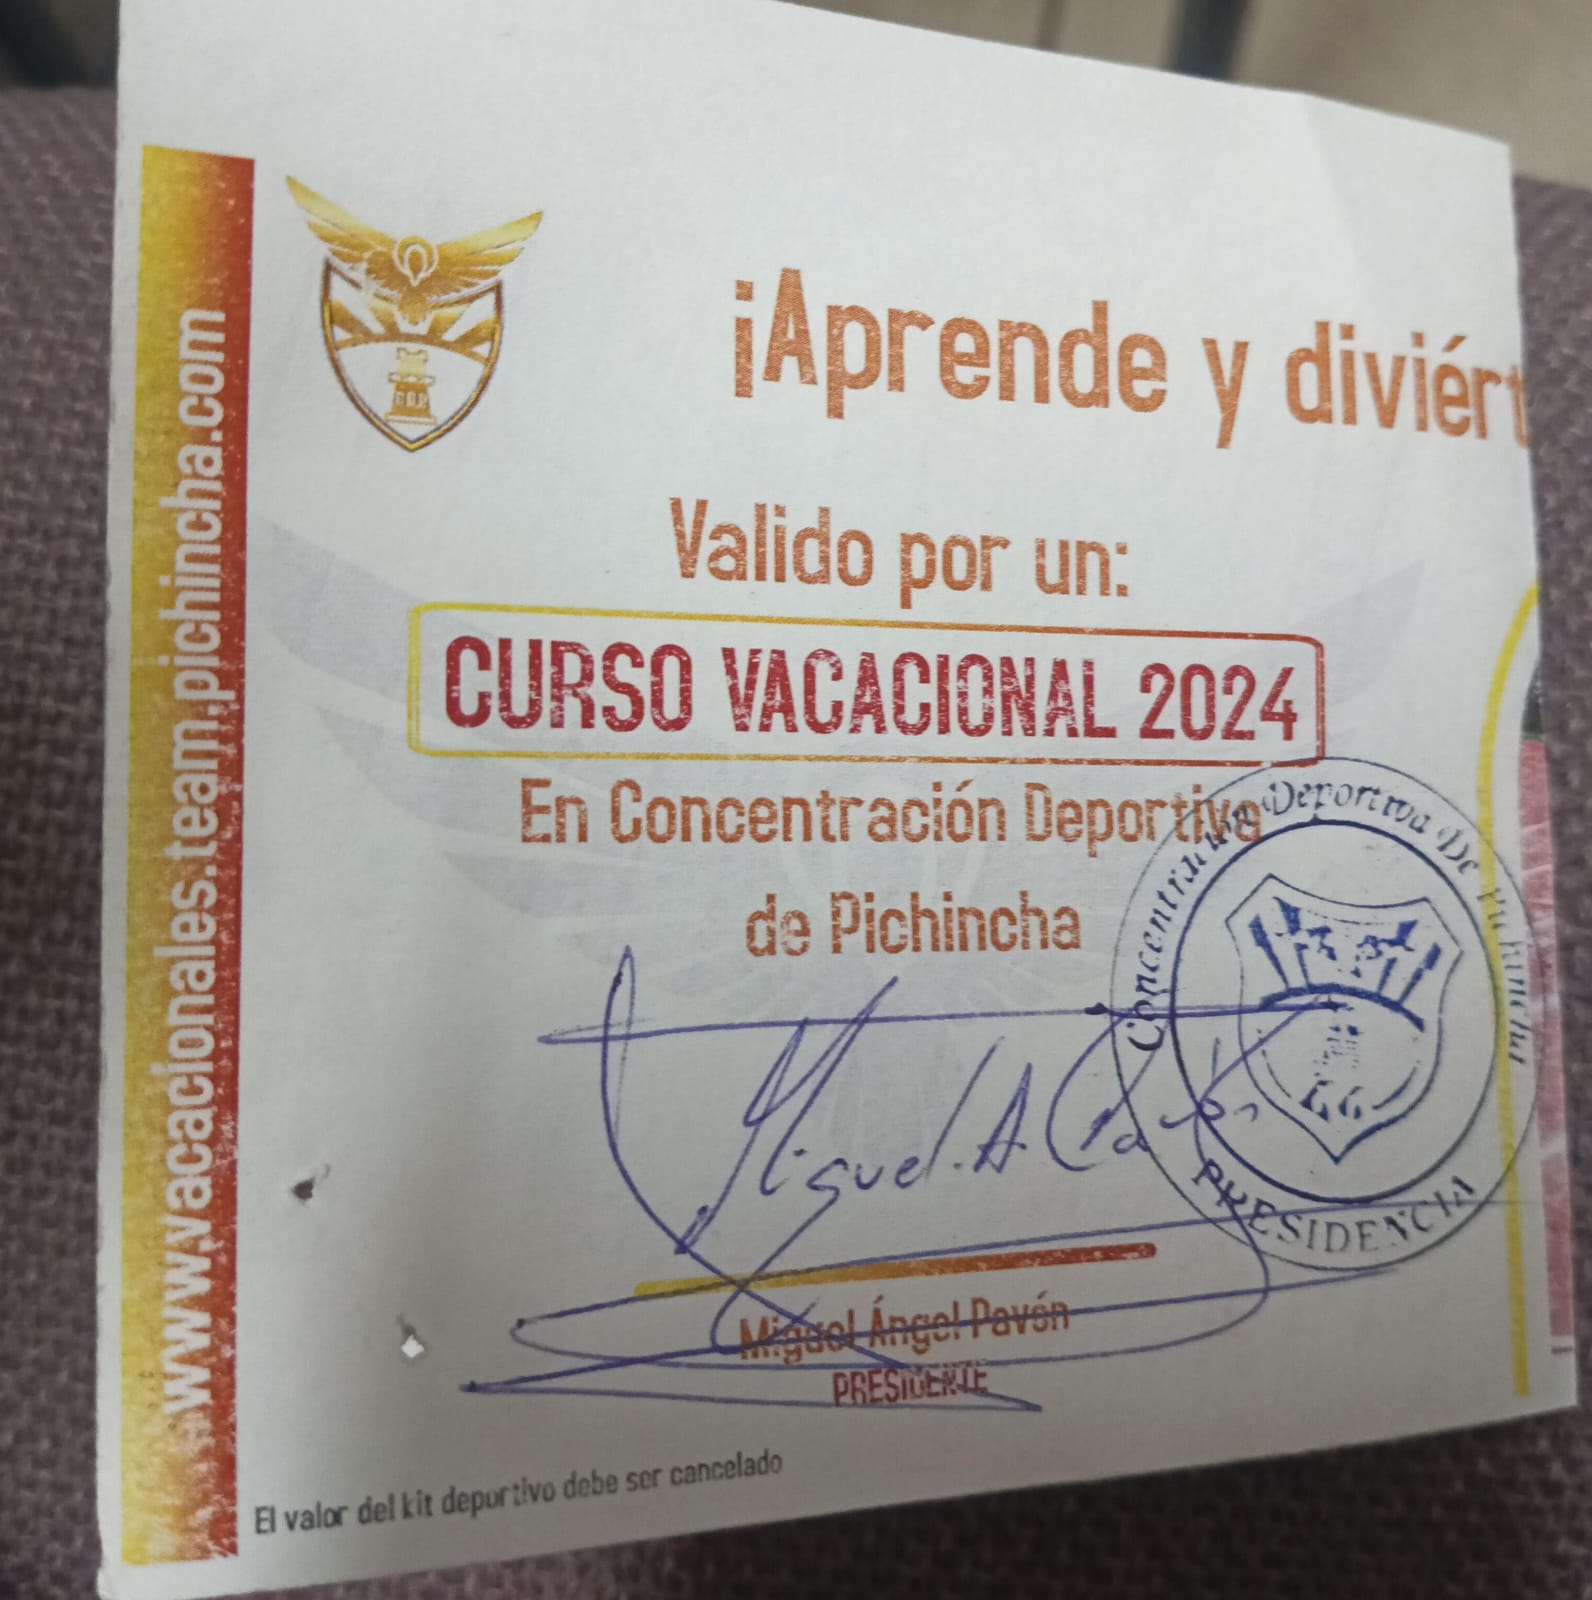 www.vacacionales.team.pichincha.com
¡Aprende y diviért
Valido por un:
CURSO VACACIONAL 2024
En Concentración Deportiva
de Pichincha
Concentración Deportiva De Pichincha
PRESIDENCIA
Miguel A. Pavón
Miguel Ángel Pavón
PRESIDENTE
El valor del kit deportivo debe ser cancelado